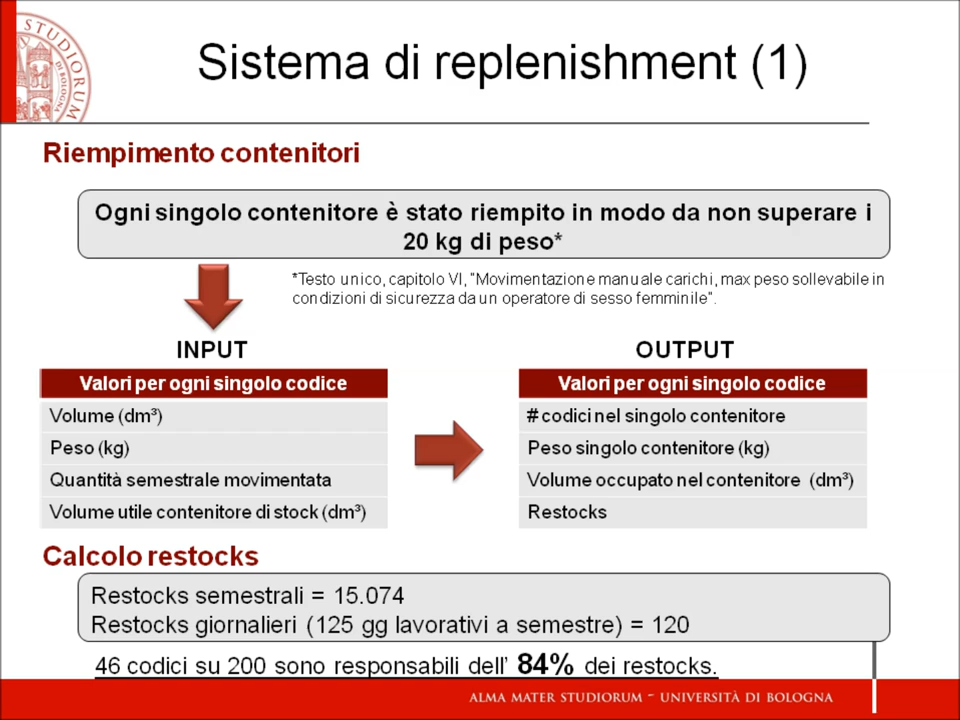 STUDIORUM
DI BOLOGNA
Sistema di replenishment (1)
Riempimento contenitori
Ogni singolo contenitore è stato riempito in modo da non superare i
20 kg di peso*
*Testo unico, capitolo VI, “Movimentazione manuale carichi, max peso sollevabile in
condizioni di sicurezza da un operatore di sesso femminile”.
INPUT
Valori per ogni singolo codice
Volume (dm³)
Peso (kg)
Quantità semestrale movimentata
Volume utile contenitore di stock (dm³)
OUTPUT
Valori per ogni singolo codice
# codici nel singolo contenitore
Peso singolo contenitore (kg)
Volume occupato nel contenitore (dm³)
Restocks
Calcolo restocks
Restocks semestrali = 15.074
Restocks giornalieri (125 gg lavorativi a semestre) = 120
46 codici su 200 sono responsabili dell’ 84% dei restocks.
ALMA MATER STUDIORUM – UNIVERSITÀ DI BOLOGNA